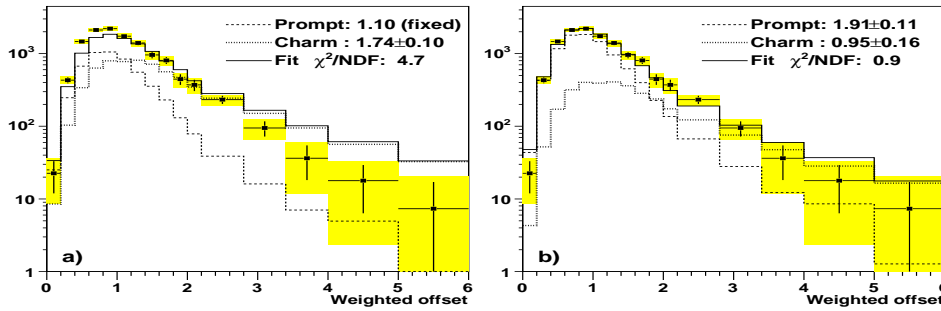 Prompt: 1.10 (fixed)
Charm : 1.74±0.10
Fit χ²/NDF: 4.7
10³
10²
10
1
a)
0 1 2 3 4 5 6
Weighted offset
Prompt: 1.91±0.11
Charm : 0.95±0.16
Fit χ²/NDF: 0.9
10³
10²
10
1
b)
0 1 2 3 4 5 6
Weighted offset